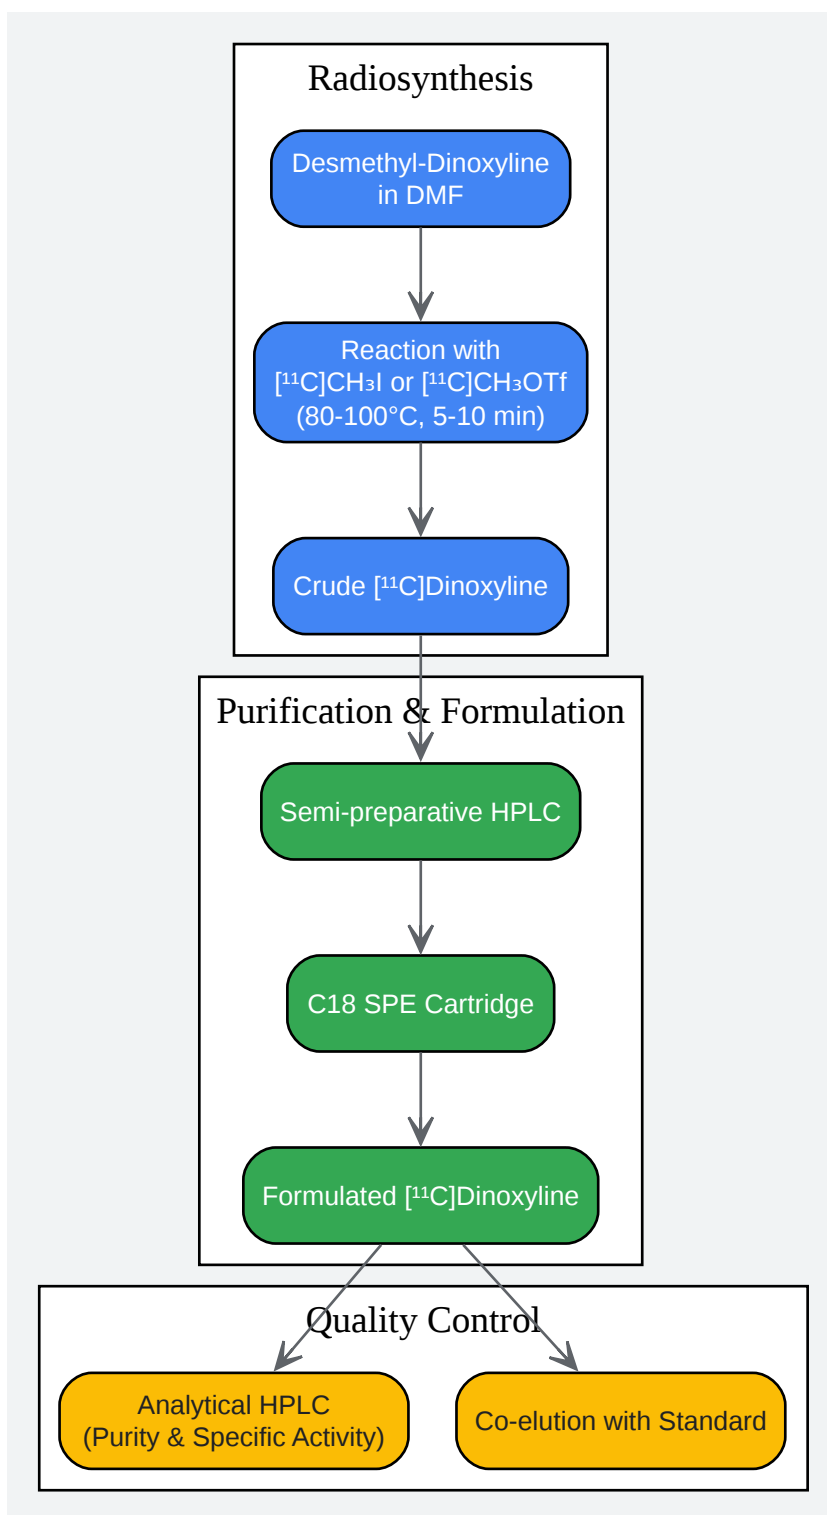 Radiosynthesis
Desmethyl-Dinoxyline
in DMF
Reaction with
[¹¹C]CH₃I or [¹¹C]CH₃OTf
(80-100°C, 5-10 min)
Crude [¹¹C]Dinoxyline
Purification & Formulation
Semi-preparative HPLC
C18 SPE Cartridge
Formulated [¹¹C]Dinoxyline
Quality Control
Analytical HPLC
(Purity & Specific Activity)
Co-elution with Standard